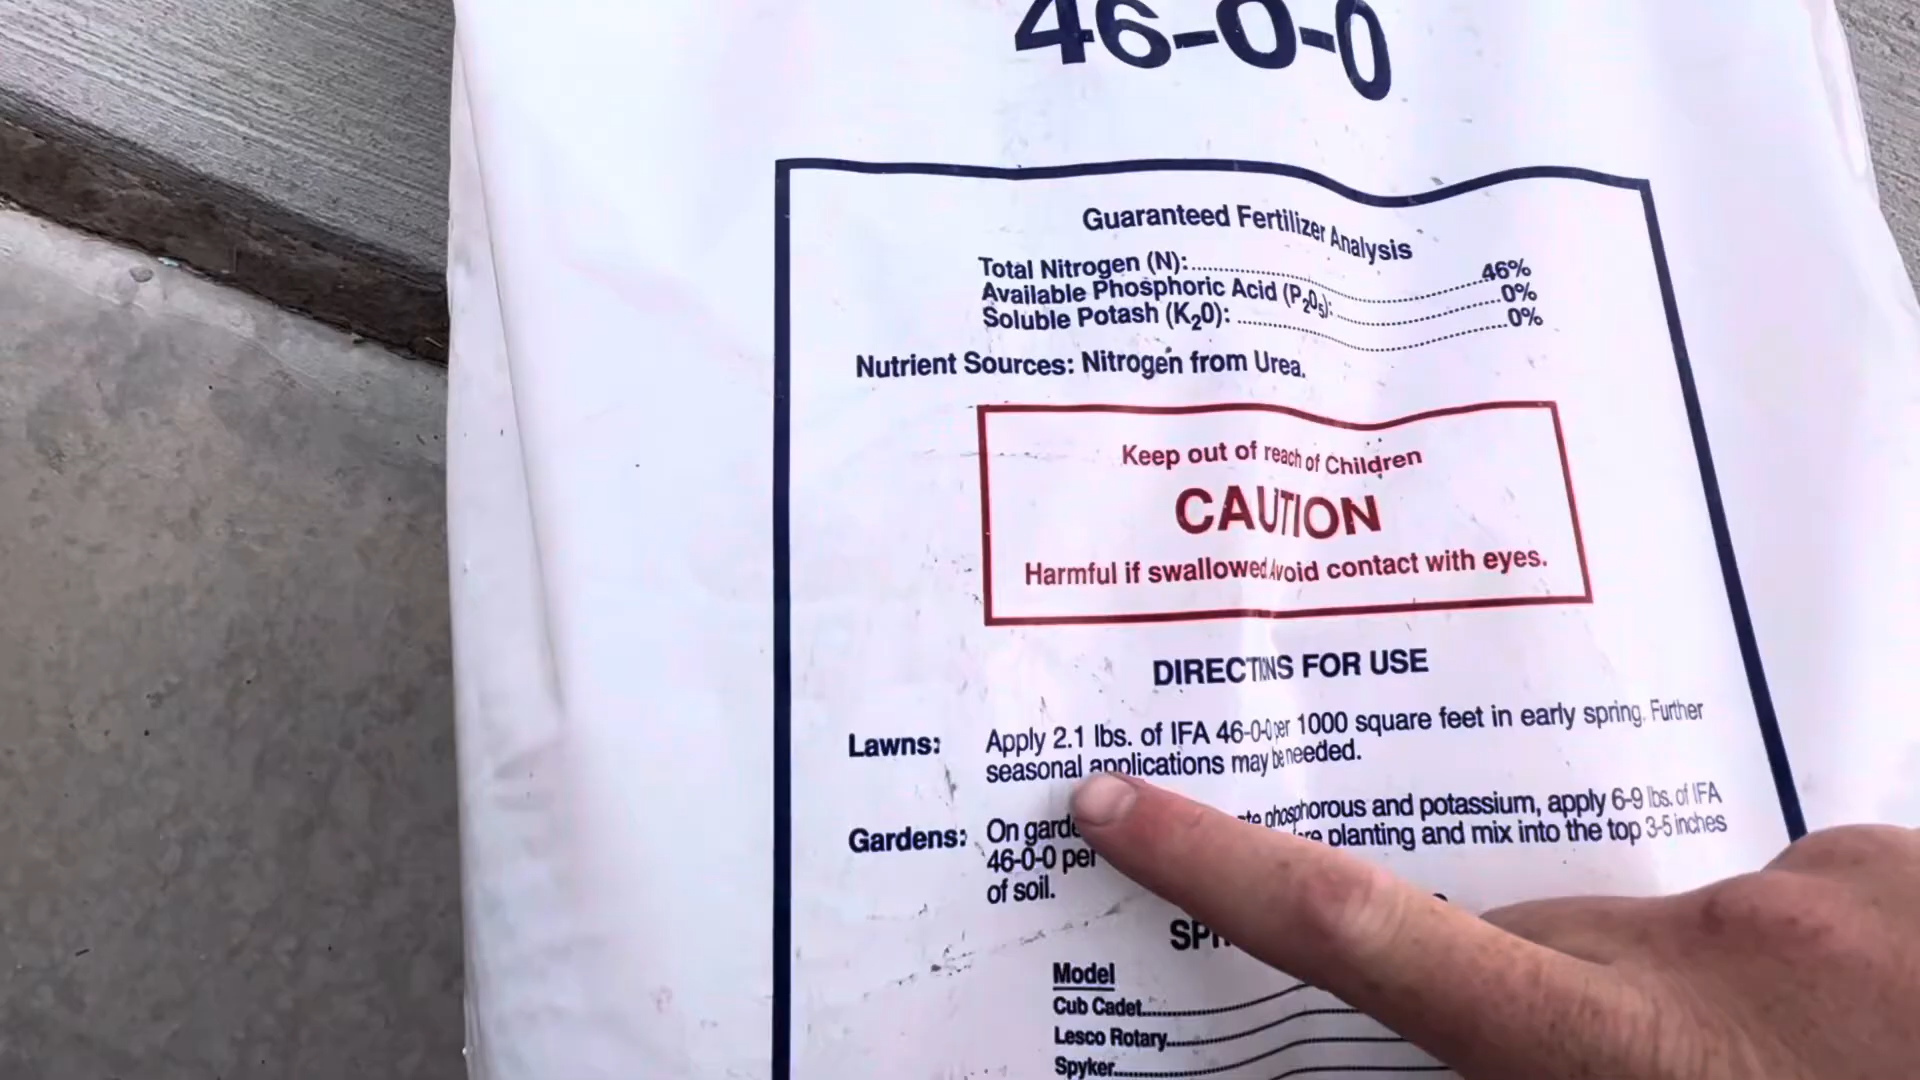 46-0-0
Guaranteed Fertilizer Analysis
Total Nitrogen (N):..........46%
Available Phosphoric Acid (P₂O₅):..........0%
Soluble Potash (K₂O):..........0%
Nutrient Sources: Nitrogen from Urea.
Keep out of reach of Children
CAUTION
Harmful if swallowed Avoid contact with eyes.
DIRECTIONS FOR USE
Lawns: Apply 2.1 lbs. of IFA 46-0-0 per 1000 square feet in early spring. Further
seasonal applications may be needed.
Gardens: On phosphorous and potassium, apply 6-9 lbs. of IFA
46-0-0 per planting and mix into the top 3-5 inches
of soil.
Model
Cub Cadet..........
Lesco Rotary..........
Spyker..........